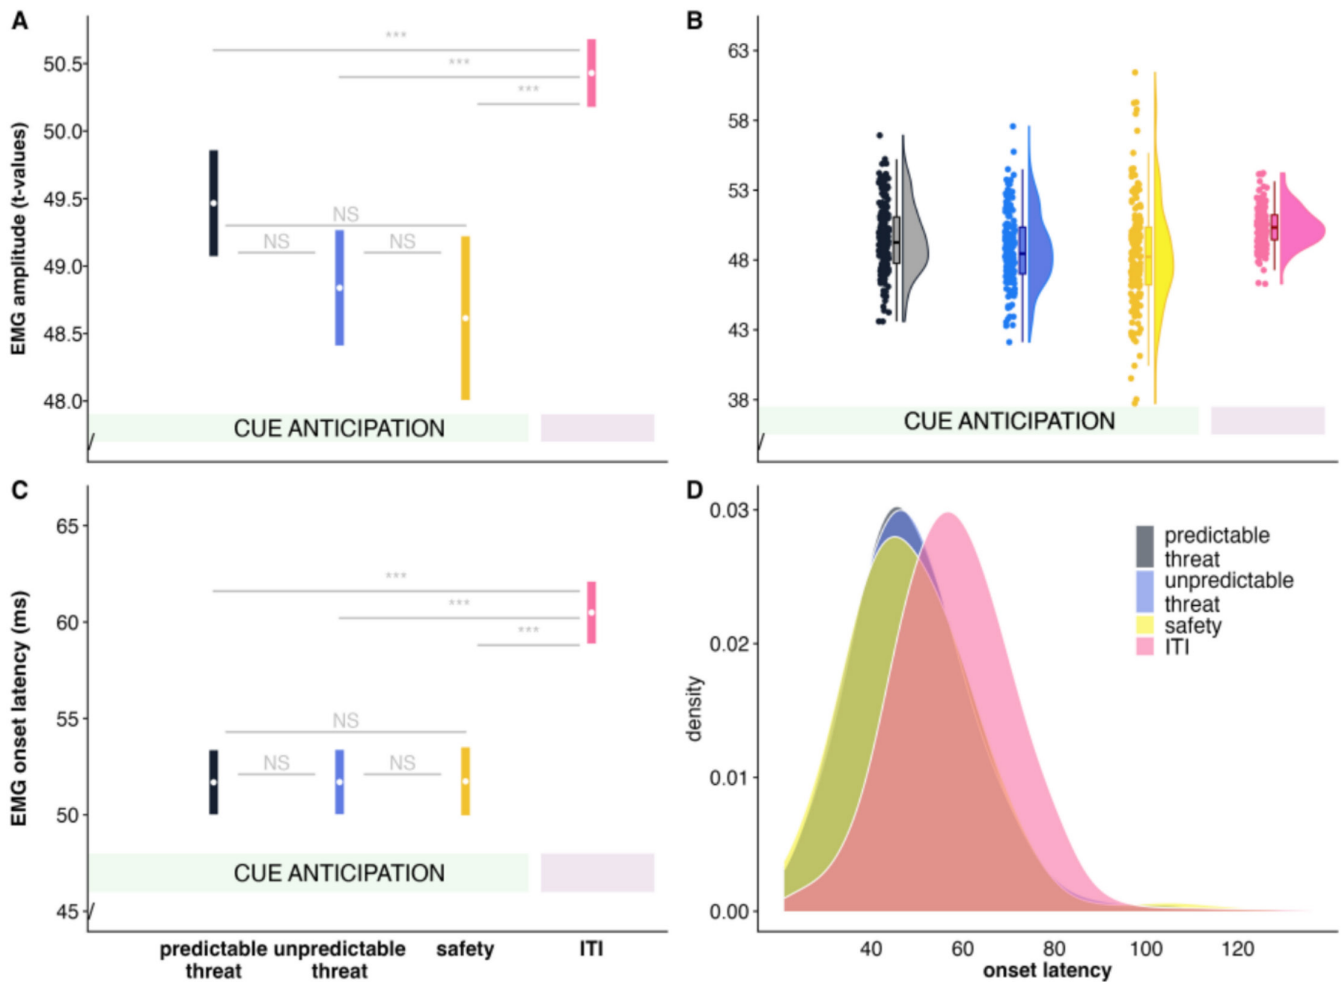 A
EMG amplitude (t-values)
50.5
50.0
49.5
49.0
48.5
48.0
***
***
***
NS
NS
NS
CUE ANTICIPATION
B
63
58
53
48
43
38
CUE ANTICIPATION
C
EMG onset latency (ms)
65
60
55
50
45
***
***
***
NS
NS
NS
CUE ANTICIPATION
predictable
threat
unpredictable
threat
safety
ITI
D
density
0.03
0.02
0.01
0.00
predictable
threat
unpredictable
threat
safety
ITI
40
60
80
100
120
onset latency